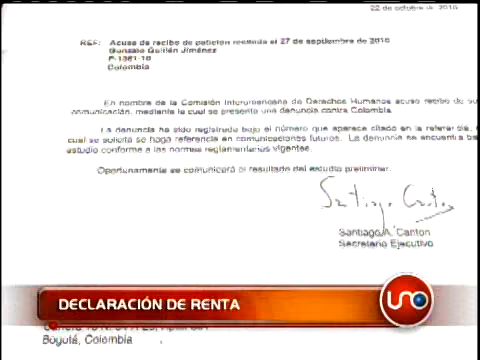 22 de octubre de 2010
REF: Acuso de recibo de petición recibida el 27 de septiembre de 2010
Gonzalo Guillén Jiménez
P-1381-10
Colombia
En nombre de la Comisión Interamericana de Derechos Humanos acuso recibo de su
comunicación, mediante la cual se presenta una denuncia contra Colombia.
La denuncia ha sido registrada bajo el número que aparece citado en la referencia,
cual se solicita se haga referencia en comunicaciones futuras. La denuncia se encuentra ba
estudio conforme a las normas reglamentarias vigentes.
Oportunamente se comunicará el resultado del estudio preliminar.
Santiago Canton
Santiago A. Canton
Secretario Ejecutivo
DECLARACIÓN DE RENTA
uno
Bogotá, Colombia